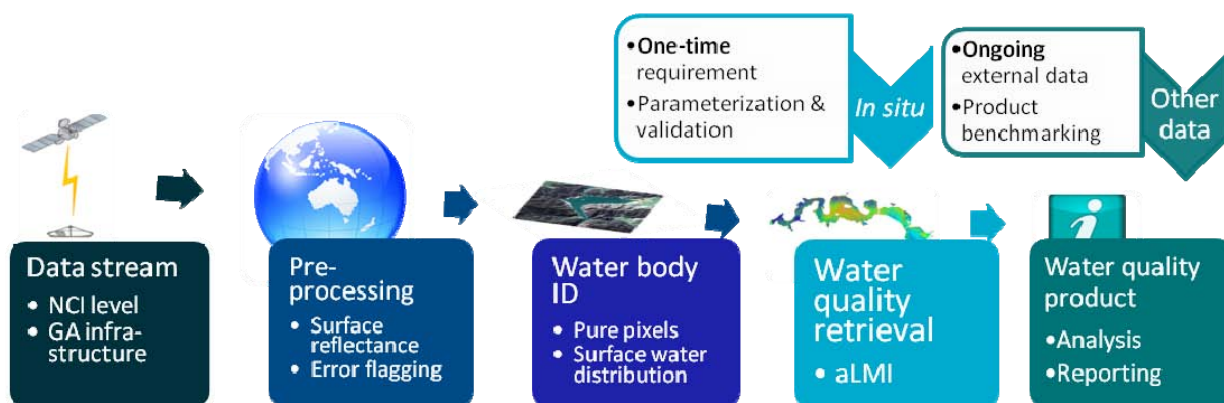 •One-time
requirement
•Parameterization &
validation
In situ
•Ongoing
external data
•Product
benchmarking
Other
data
Data stream
• NCI level
• GA infra-
structure
Pre-
processing
• Surface
reflectance
• Error flagging
Water body
ID
• Pure pixels
• Surface water
distribution
Water
quality
retrieval
• aLMI
i
Water quality
product
•Analysis
•Reporting